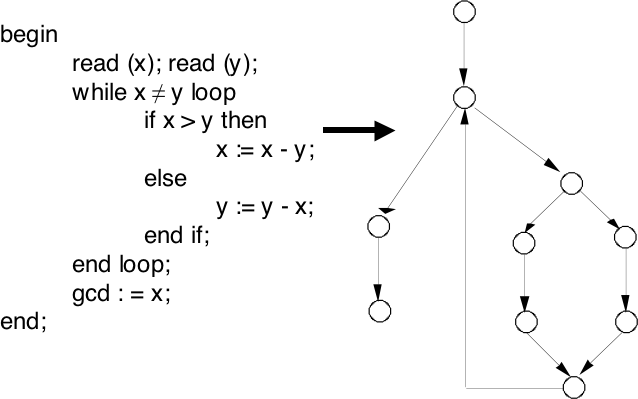 begin
read (x); read (y);
while x ≠ y loop
if x > y then
x := x - y;
else
y := y - x;
end if;
end loop;
gcd : = x;
end;